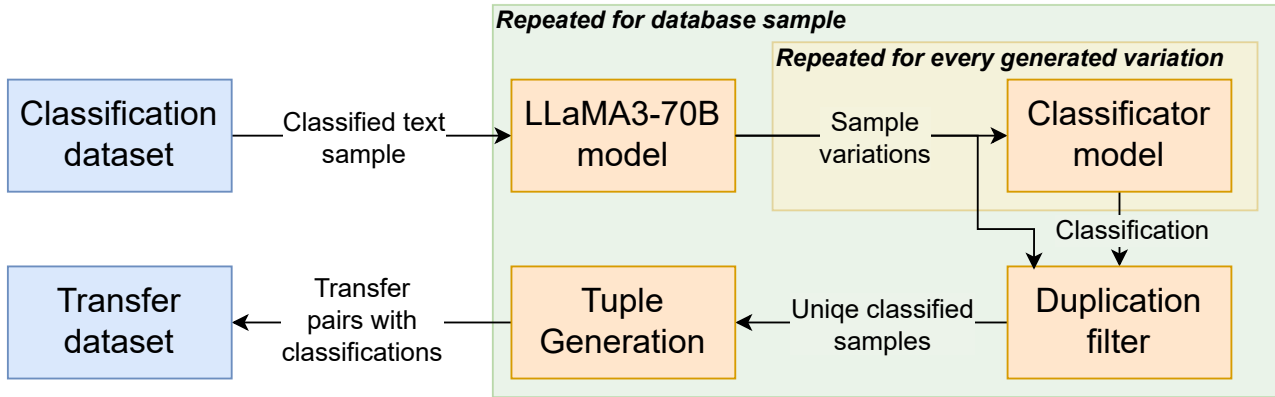 Repeated for database sample
Repeated for every generated variation
Classification
dataset
Classified text
sample
LLaMA3-70B
model
Sample
variations
Classificator
model
Classification
Transfer
dataset
Transfer
pairs with
classifications
Tuple
Generation
Uniqe classified
samples
Duplication
filter